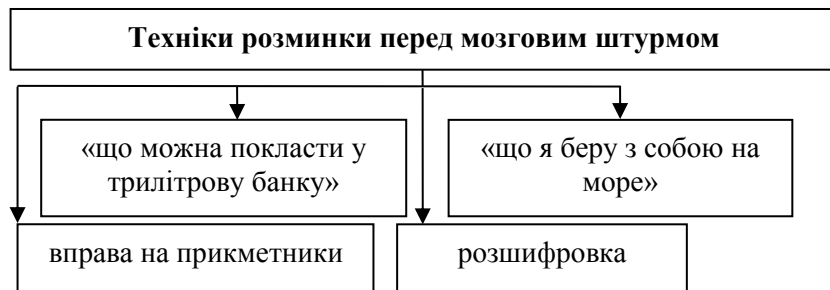 Техніки розминки перед мозговим штурмом
«що можна покласти у
трилітрову банку»
«що я беру з собою на
море»
вправа на прикметники
розшифровка